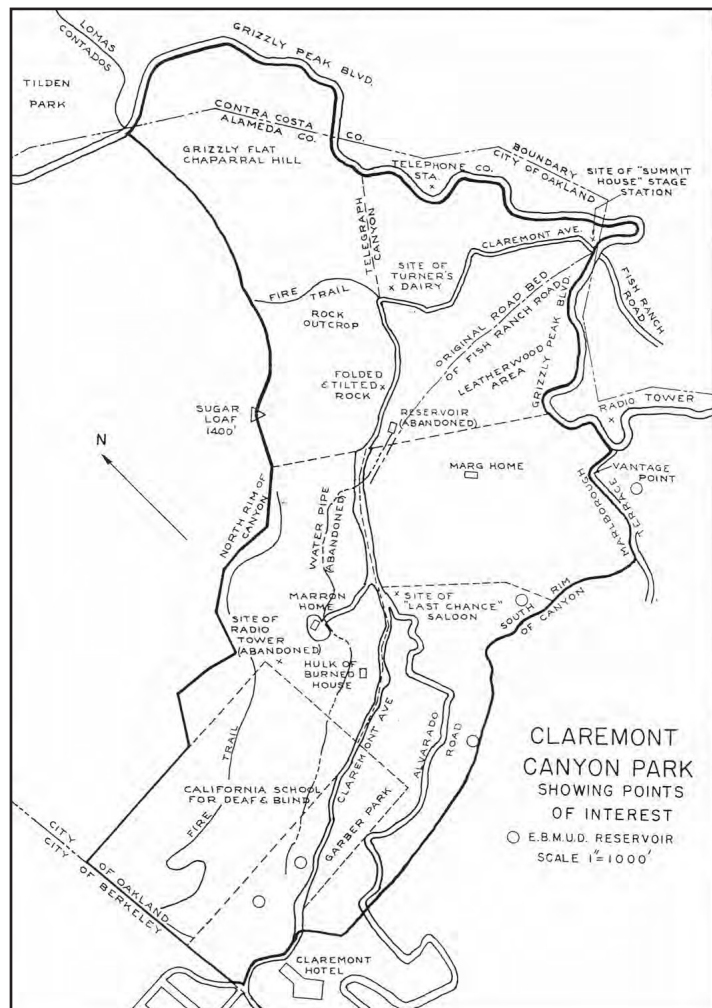 LOMAS
CONTADOS
GRIZZLY PEAK BLVD.
TILDEN
PARK
CONTRA COSTA CO.
ALAMEDA CO.
GRIZZLY FLAT
CHAPARRAL HILL
TELEPHONE CO.
STA.
BOUNDARY
CITY OF OAKLAND
SITE OF "SUMMIT
HOUSE" STAGE
STATION
TELEGRAPH
CANYON
CLAREMONT AVE.
SITE OF
TURNER'S
DAIRY
FIRE TRAIL
ROCK
OUTCROP
ORIGINAL ROAD BED
OF FISH RANCH ROAD
GRIZZLY PEAK BLVD.
FISH RANCH
ROAD
LEATHERWOOD
AREA
FOLDED
& TILTED
ROCK
SUGAR
LOAF
1400'
RESERVOIR
(ABANDONED)
RADIO TOWER
N
MARG HOME
VANTAGE
POINT
MARLBOROUGH
TERRACE
NORTH RIM OF
CANYON
WATER PIPE
(ABANDONED)
MARRON
HOME
SITE OF
"LAST CHANCE"
SALOON
SOUTH RIM
OF CANYON
SITE OF
RADIO
TOWER
(ABANDONED)
HULK OF
BURNED
HOUSE
CLAREMONT AVE
ALVARADO
ROAD
FIRE TRAIL
CALIFORNIA SCHOOL
FOR DEAF & BLIND
GARBER PARK
CITY OF OAKLAND
CITY OF BERKELEY
CLAREMONT
HOTEL
CLAREMONT
CANYON PARK
SHOWING POINTS
OF INTEREST
E.B.M.U.D. RESERVOIR
SCALE 1"=1000'